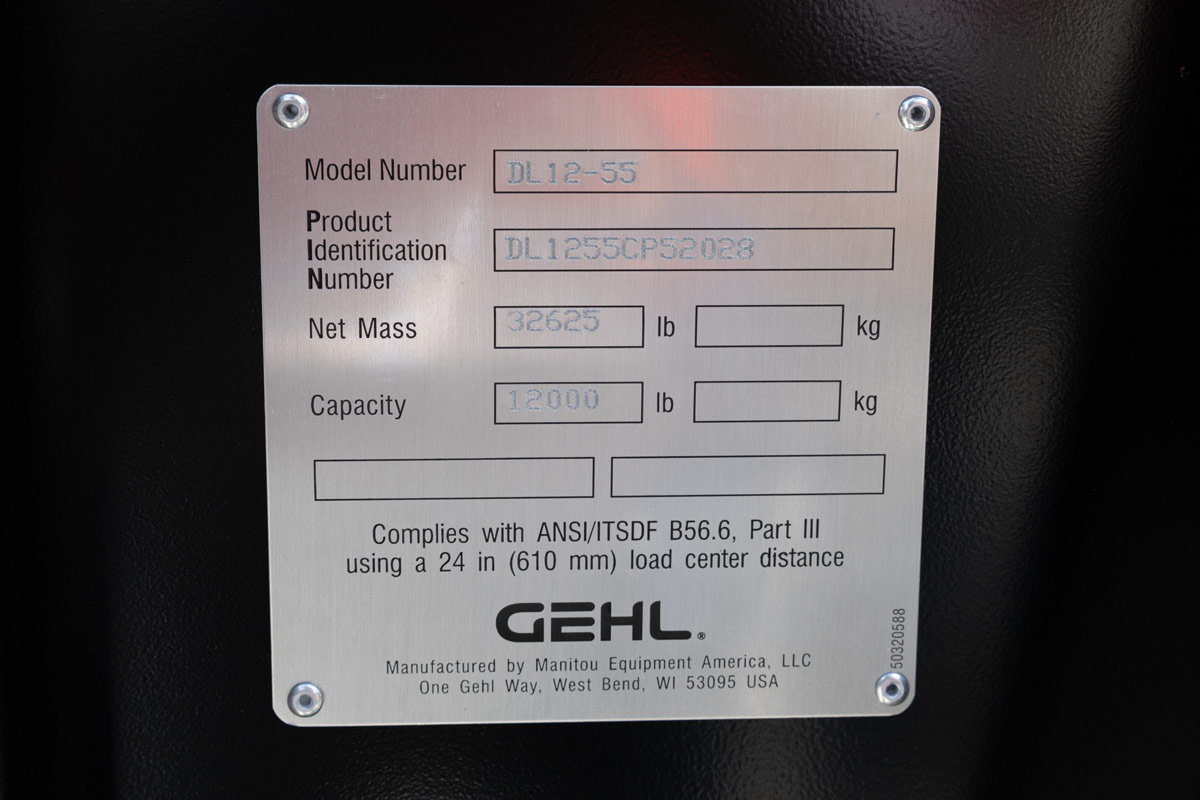 Model Number DL12-55
Product
Identification DL1255CP52028
Number
Net Mass 32625 lb kg
Capacity 12000 lb kg
Complies with ANSI/ITSDF B56.6, Part III
using a 24 in (610 mm) load center distance
GEHL®
50320588
Manufactured by Manitou Equipment America, LLC
One Gehl Way, West Bend, WI 53095 USA